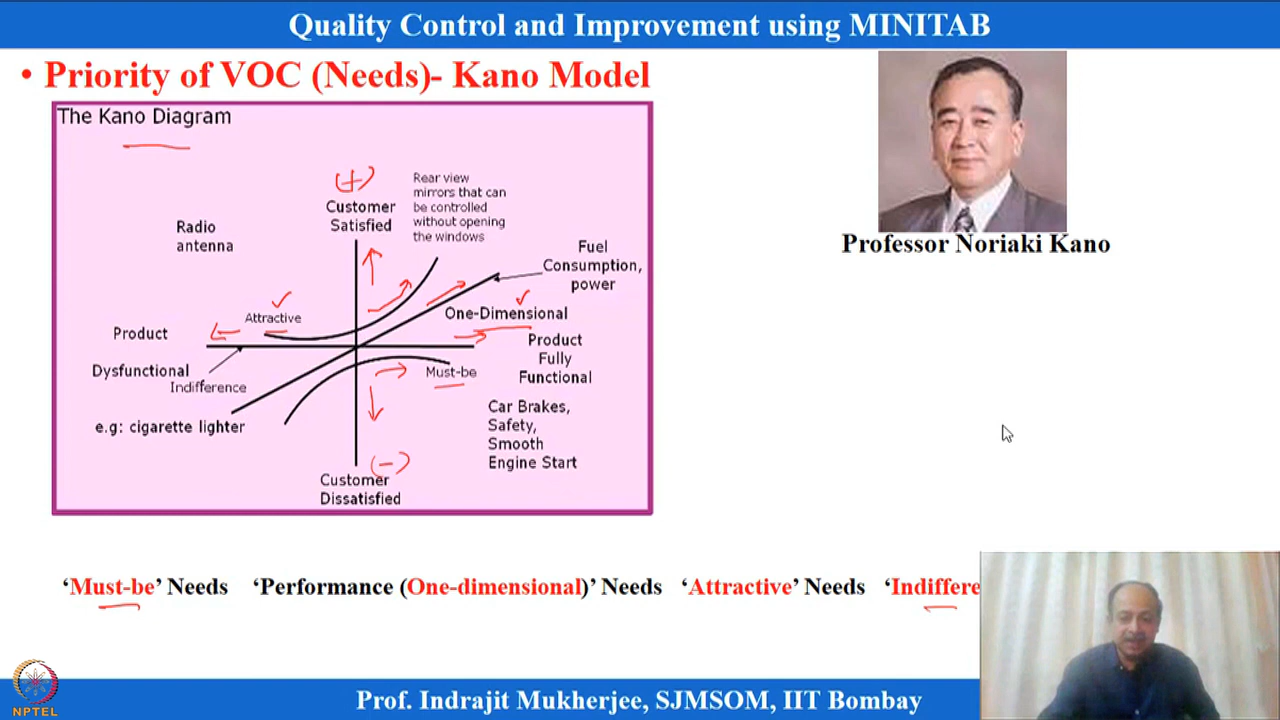 Quality Control and Improvement using MINITAB
• Priority of VOC (Needs)- Kano Model
The Kano Diagram
(+)
Customer
Satisfied
Rear view
mirrors that can
be controlled
without opening
the windows
Radio
antenna
Fuel
Consumption,
power
Attractive
One-Dimensional
Product
Dysfunctional
Indifference
Product
Fully
Functional
Must-be
e.g: cigarette lighter
Car Brakes,
Safety,
Smooth
Engine Start
(-)
Customer
Dissatisfied
Professor Noriaki Kano
‘Must-be’ Needs ‘Performance (One-dimensional)’ Needs ‘Attractive’ Needs ‘Indiffere
NPTEL
Prof. Indrajit Mukherjee, SJMSOM, IIT Bombay